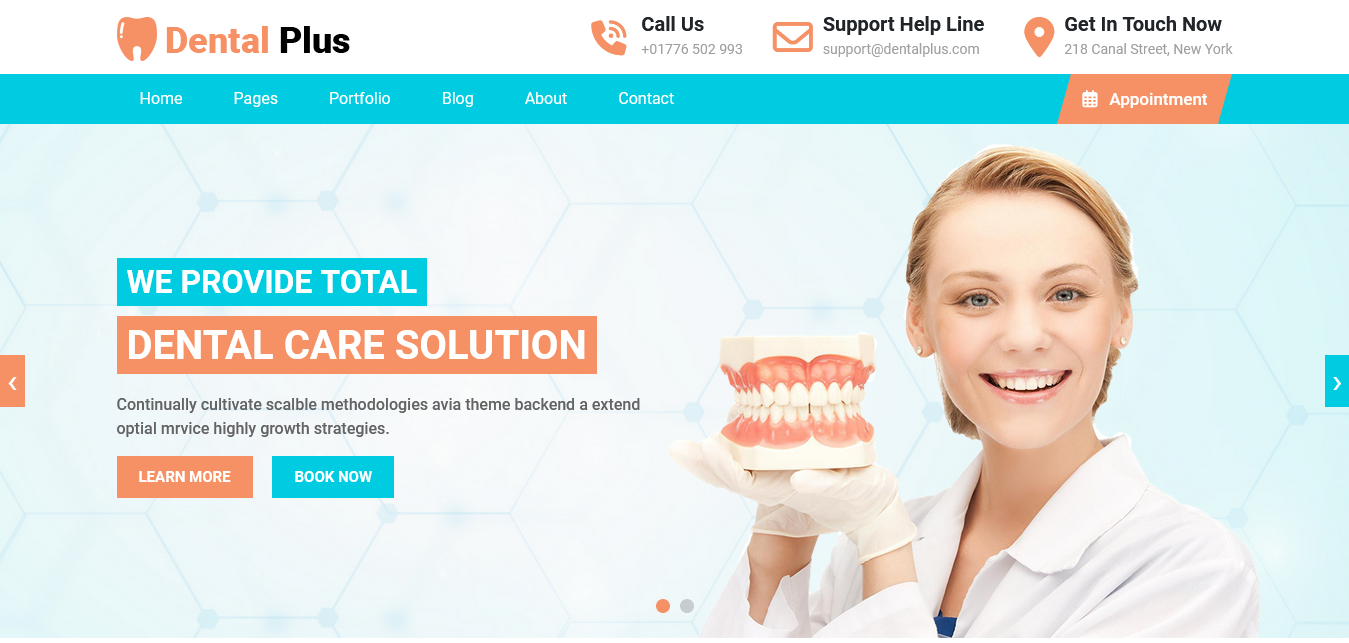 Dental Plus
Call Us
+01776 502 993
Support Help Line
support@dentalplus.com
Get In Touch Now
218 Canal Street, New York
Home Pages Portfolio Blog About Contact
Appointment
WE PROVIDE TOTAL
DENTAL CARE SOLUTION
Continually cultivate scalble methodologies avia theme backend a extend
optial mrvice highly growth strategies.
LEARN MORE BOOK NOW